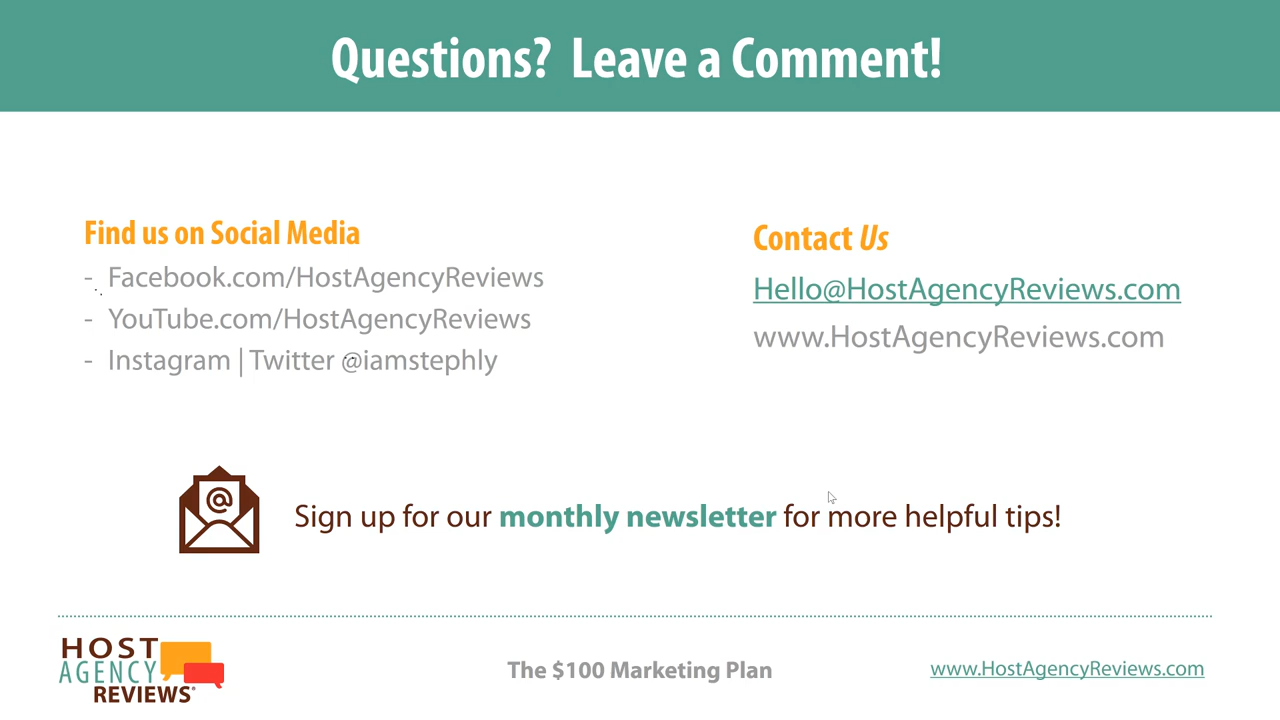 Questions? Leave a Comment!
Find us on Social Media
- Facebook.com/HostAgencyReviews
- YouTube.com/HostAgencyReviews
- Instagram | Twitter @iamstephly
Contact Us
Hello@HostAgencyReviews.com
www.HostAgencyReviews.com
@
Sign up for our monthly newsletter for more helpful tips!
HOST
AGENCY
REVIEWS
The $100 Marketing Plan
www.HostAgencyReviews.com